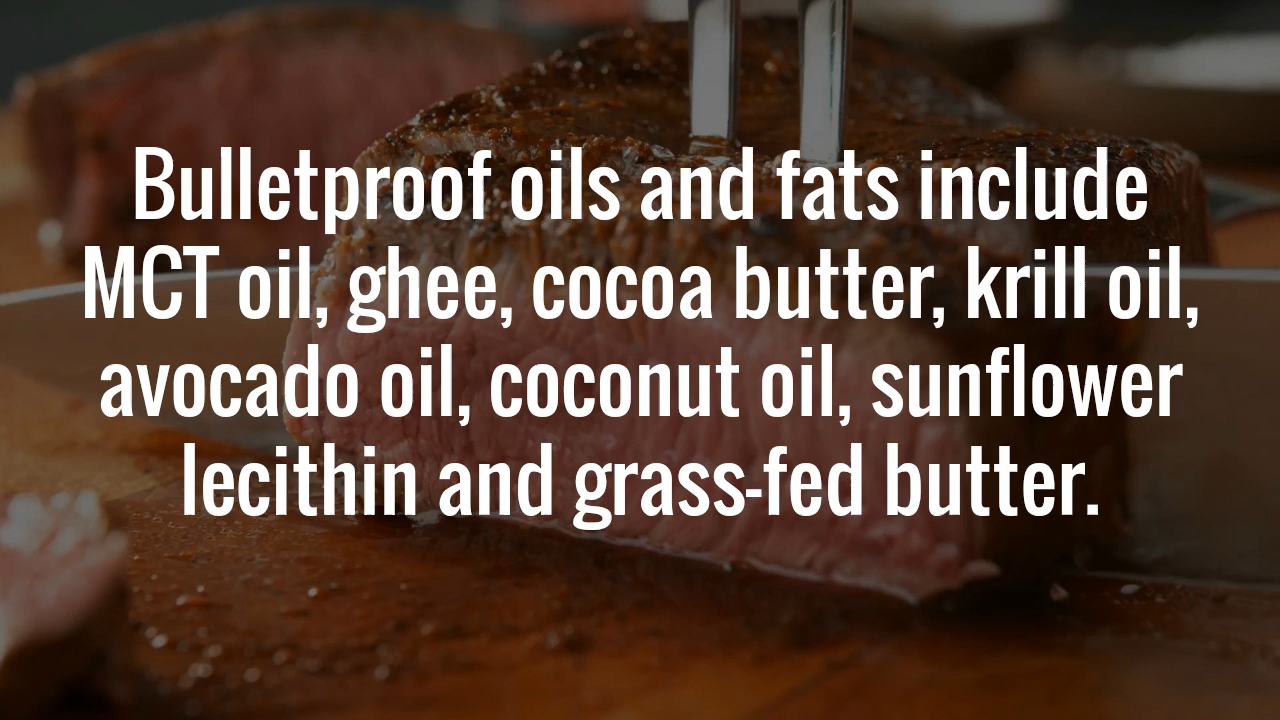 Bulletproof oils and fats include
MCT oil, ghee, cocoa butter, krill oil,
avocado oil, coconut oil, sunflower
lecithin and grass-fed butter.